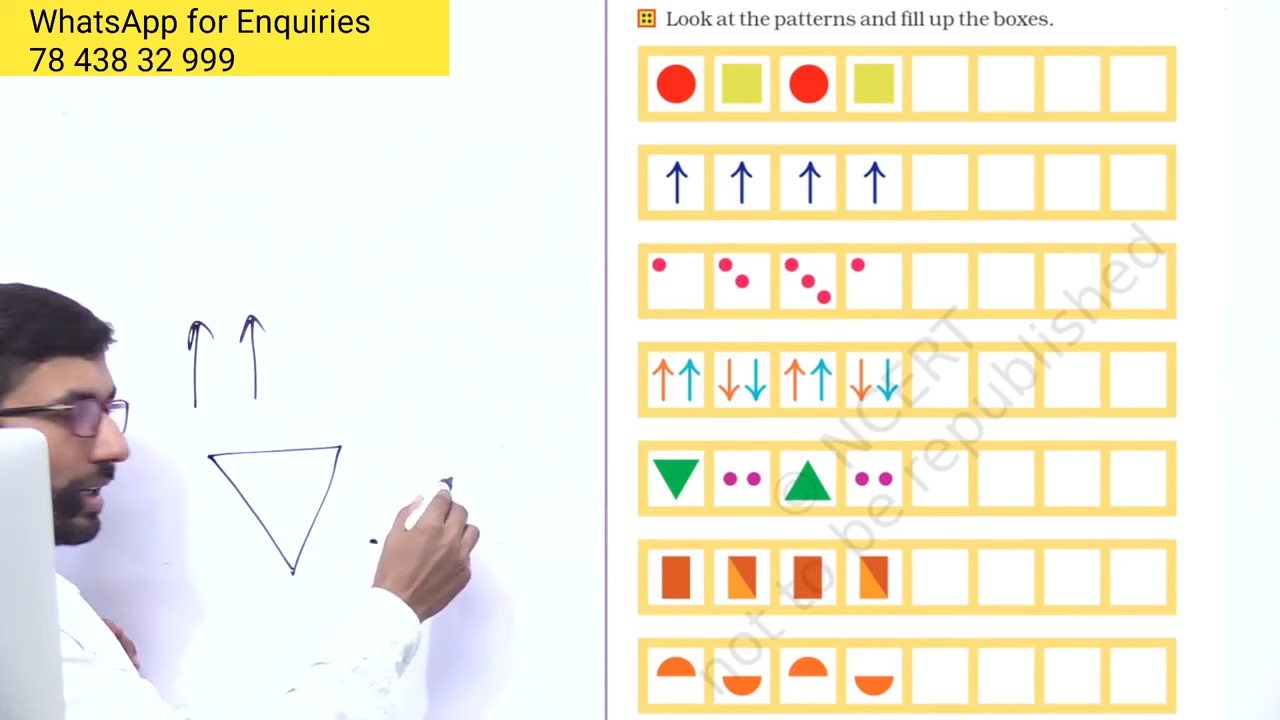 WhatsApp for Enquiries
78 438 32 999
Look at the patterns and fill up the boxes.
© NCERT
not to be republished